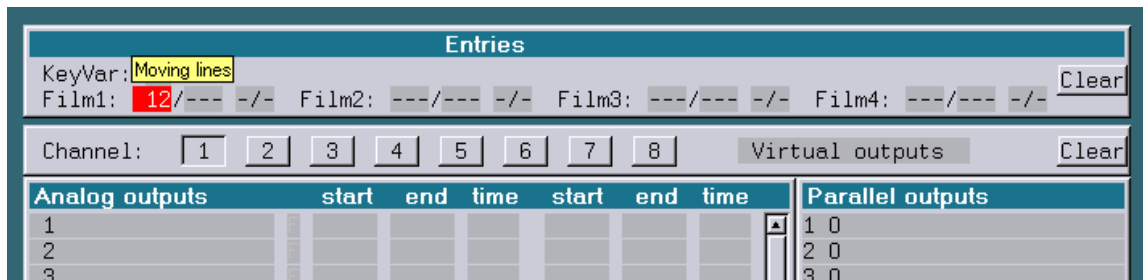 Entries
KeyVar: Moving lines
Film1: 12/--- -/- Film2: ---/--- -/- Film3: ---/--- -/- Film4: ---/--- -/- Clear
Channel: 1 2 3 4 5 6 7 8 Virtual outputs Clear
Analog outputs start end time start end time Parallel outputs
1 1 0
2 2 0
3 3 0